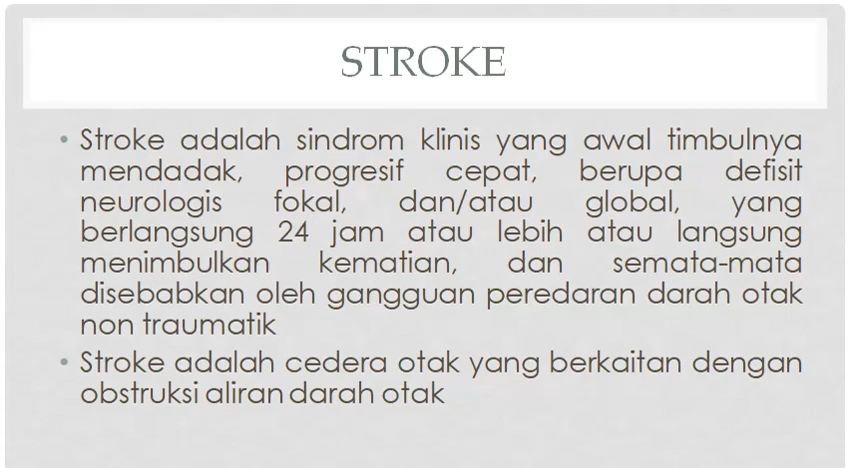 STROKE
• Stroke adalah sindrom klinis yang awal timbulnya
mendadak, progresif cepat, berupa defisit
neurologis fokal, dan/atau global, yang
berlangsung 24 jam atau lebih atau langsung
menimbulkan kematian, dan semata-mata
disebabkan oleh gangguan peredaran darah otak
non traumatik
• Stroke adalah cedera otak yang berkaitan dengan
obstruksi aliran darah otak